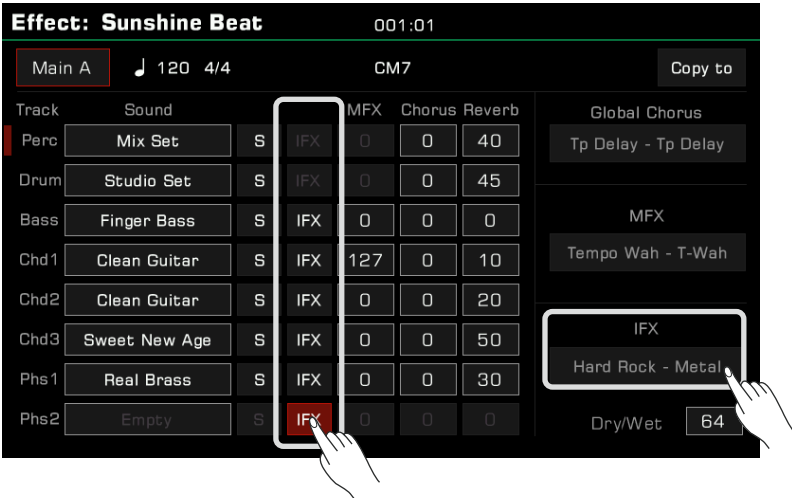 Effect: Sunshine Beat 001:01
Main A 120 4/4 CM7 Copy to
Track Sound MFX Chorus Reverb
Perc Mix Set S IFX 0 0 40
Drum Studio Set S IFX 0 0 45
Bass Finger Bass S IFX 0 0 0
Chd1 Clean Guitar S IFX 127 0 10
Chd2 Clean Guitar S IFX 0 0 20
Chd3 Sweet New Age S IFX 0 0 50
Phs1 Real Brass S IFX 0 0 30
Phs2 Empty S IFX 0 0 0
Global Chorus
Tp Delay - Tp Delay
MFX
Tempo Wah - T-Wah
IFX
Hard Rock - Metal
Dry/Wet 64